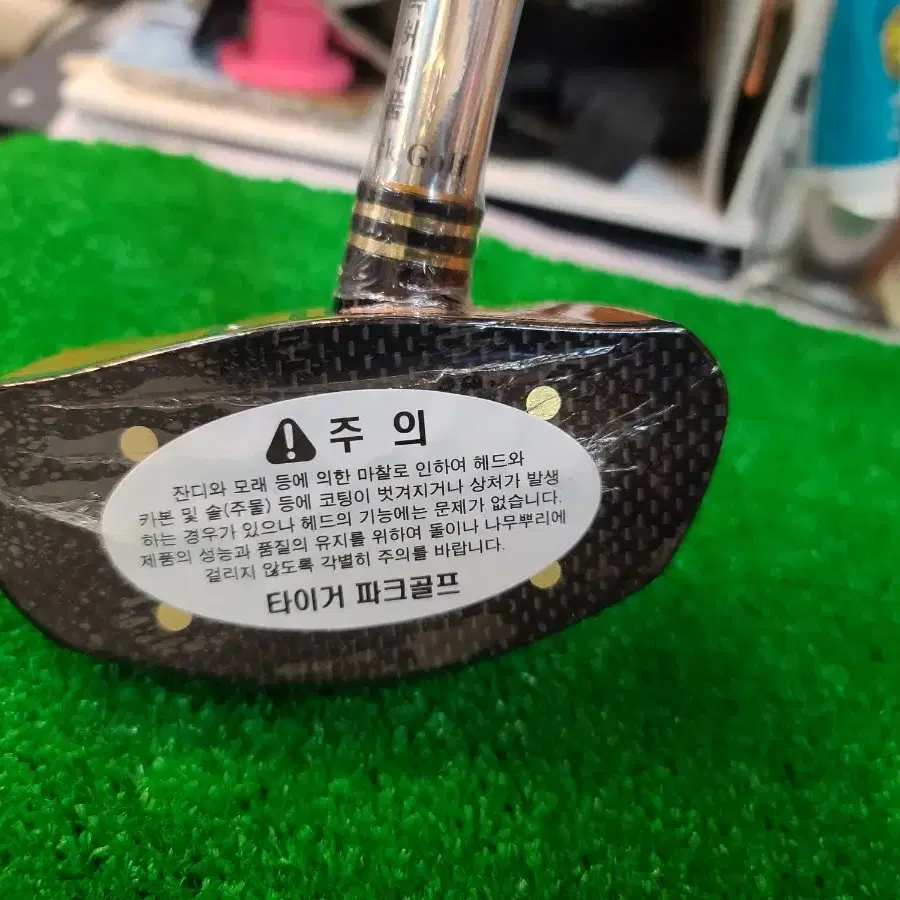 Golf
주 의
잔디와 모래 등에 의한 마찰로 인하여 헤드와
카본 및 솔(주물) 등에 코팅이 벗겨지거나 상처가 발생
하는 경우가 있으나 헤드의 기능에는 문제가 없습니다.
제품의 성능과 품질의 유지를 위하여 돌이나 나무뿌리에
걸리지 않도록 각별히 주의를 바랍니다.
타이거 파크골프